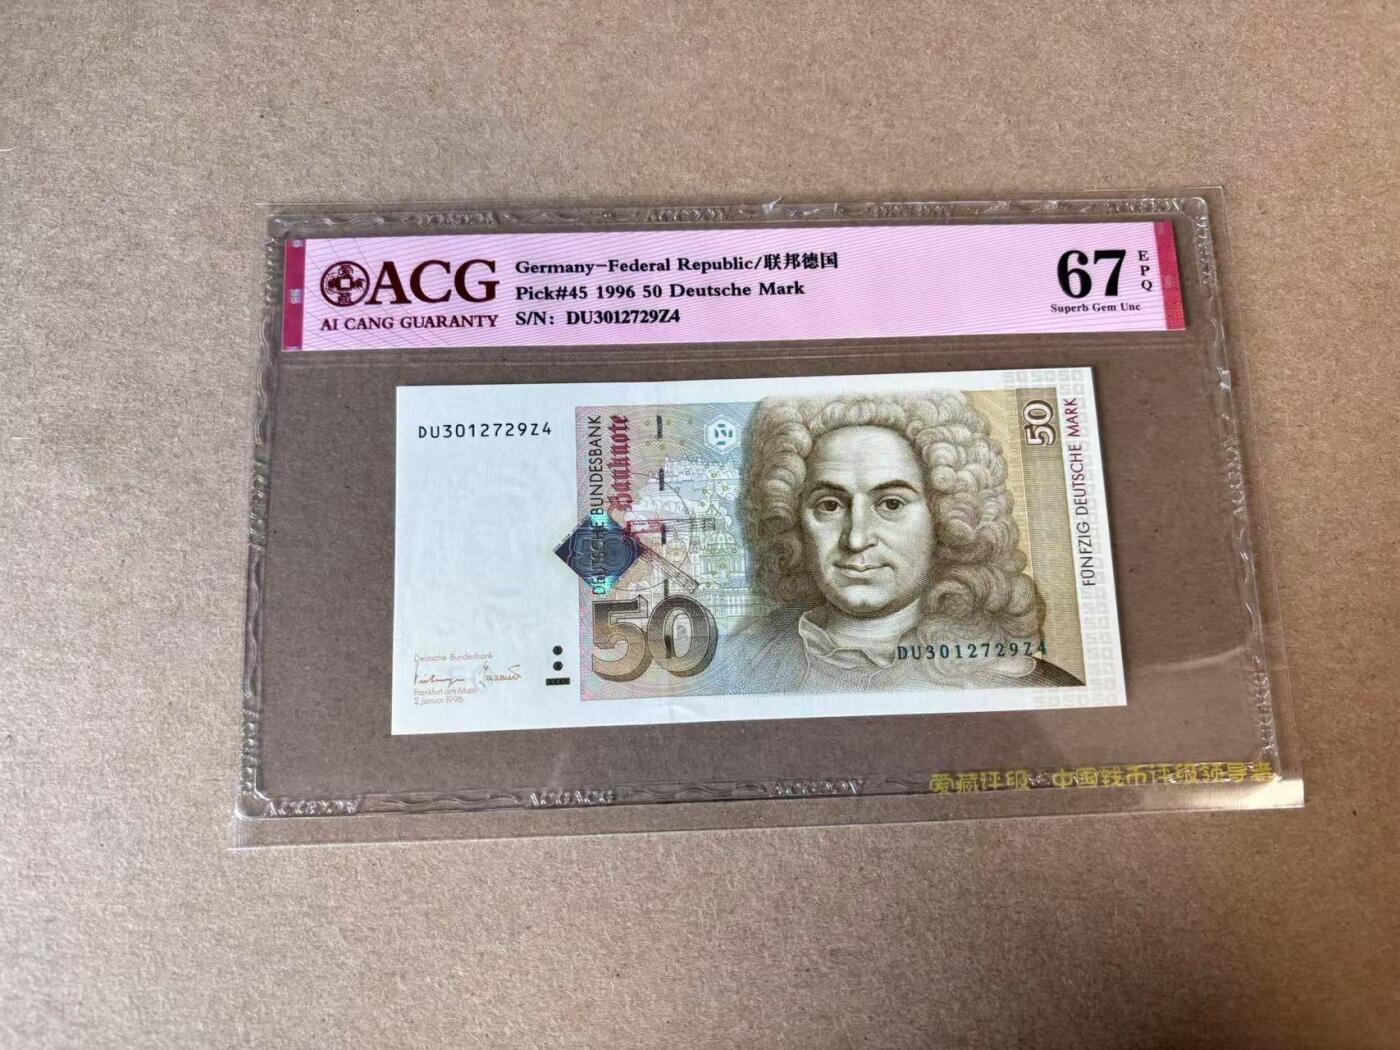 ACG
AI CANG GUARANTY
Germany-Federal Republic/联邦德国
Pick#45 1996 50 Deutsche Mark
S/N: DU3012729Z4
67
EPQ
Superb Gem Unc
DU3012729Z4
DEUTSCHE BUNDESBANK
Banknote
50
50
FÜNFZIG DEUTSCHE MARK
DU3012729Z4
Deutsche Bundesbank
Frankfurt am Main
2. Januar 1996
爱藏评级 中国钱币评级领导者